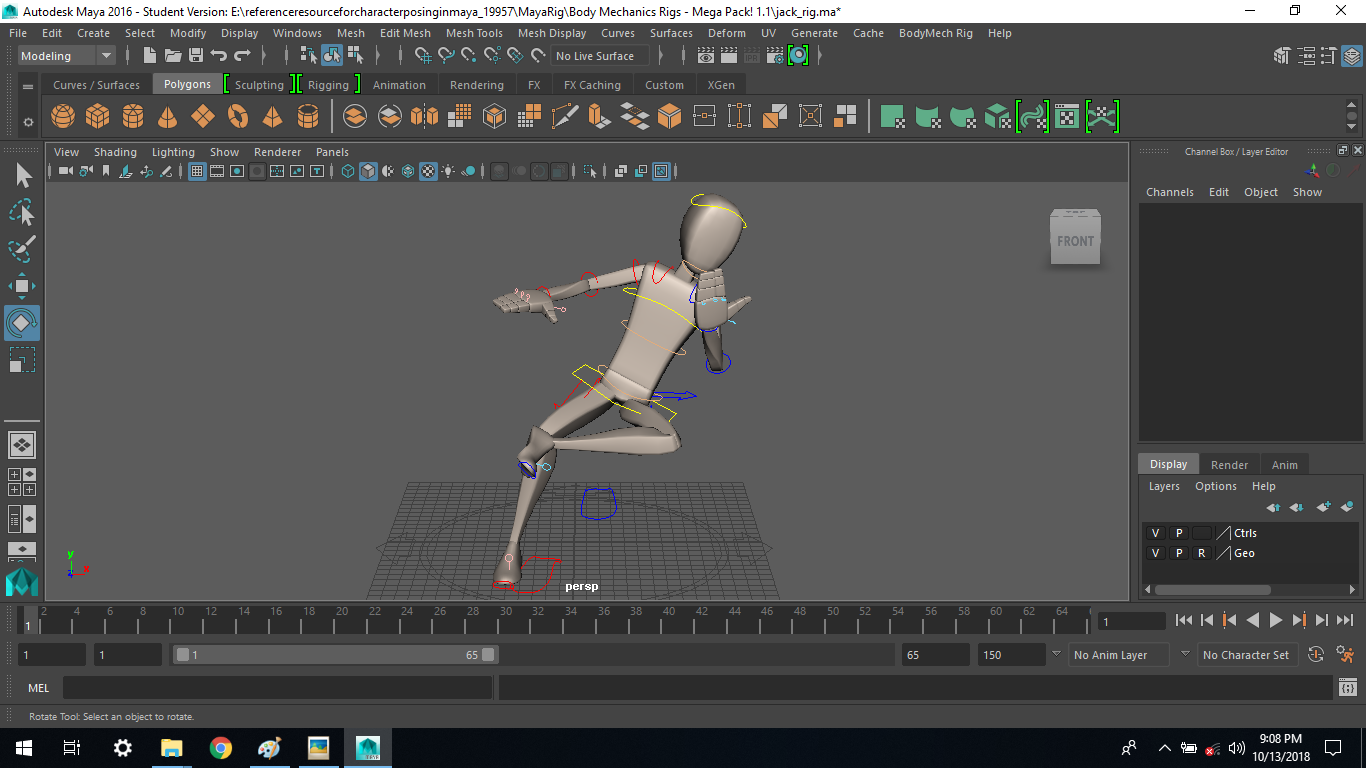 Autodesk Maya 2016 - Student Version: E:\referenceresourceforcharacterposinginmaya_19957\MayaRig\Body Mechanics Rigs - Mega Pack! 1.1\jack_rig.ma*
File Edit Create Select Modify Display Windows Mesh Edit Mesh Mesh Tools Mesh Display Curves Surfaces Deform UV Generate Cache BodyMech Rig Help
Modeling No Live Surface
Curves / Surfaces Polygons Sculpting Rigging Animation Rendering FX FX Caching Custom XGen
View Shading Lighting Show Renderer Panels
Channel Box / Layer Editor
Channels Edit Object Show
FRONT
Display Render Anim
Layers Options Help
V P Ctrls
V P R Geo
y
z x
persp
2 4 6 8 10 12 14 16 18 20 22 24 26 28 30 32 34 36 38 40 42 44 46 48 50 52 54 56 58 60 62 64
1
1
1 1 1 65 65 150 No Anim Layer No Character Set
MEL
Rotate Tool: Select an object to rotate.
9:08 PM
10/13/2018